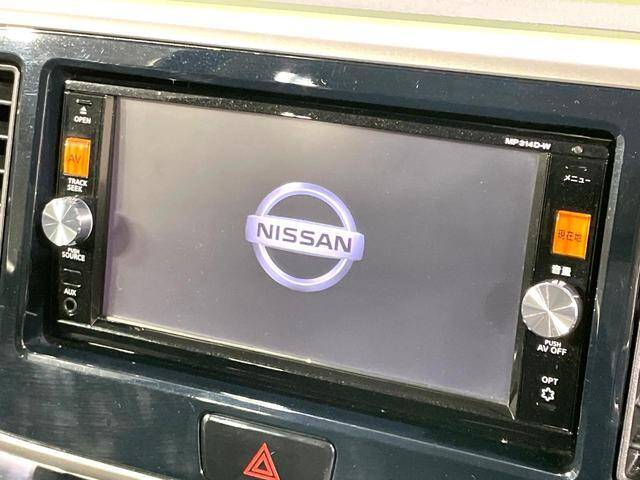 OPEN
AV
TRACK
SEEK
PUSH
SOURCE
AUX
NISSAN
MP314D-W
メニュー
現在地
音量
PUSH
AV OFF
OPT